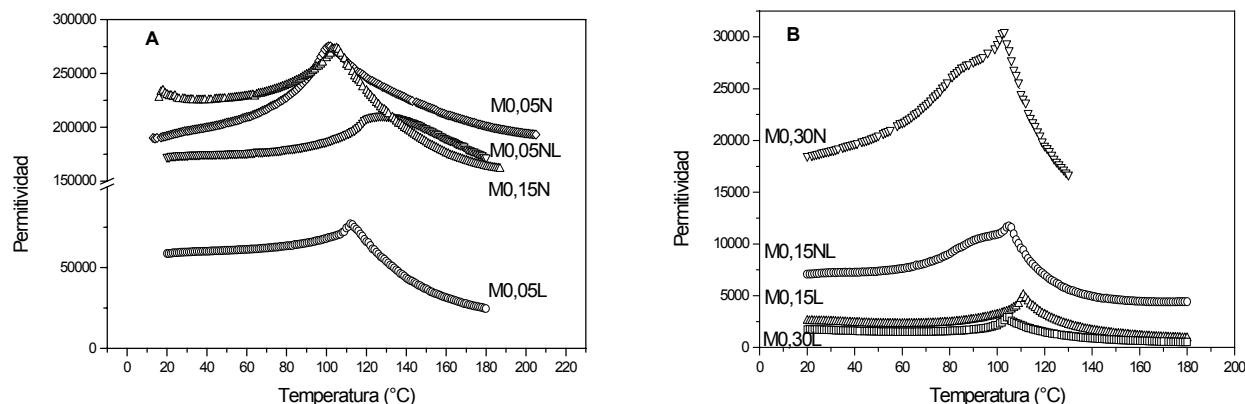 A
300000
250000
200000
150000
50000
0
Permitividad
M0,05N
M0,05NL
M0,15N
M0,05L
0 20 40 60 80 100 120 140 160 180 200 220
Temperatura (°C)
B
30000
25000
20000
15000
10000
5000
0
Permitividad
M0,30N
M0,15NL
M0,15L
M0,30L
0 20 40 60 80 100 120 140 160 180 200
Temperatura (°C)